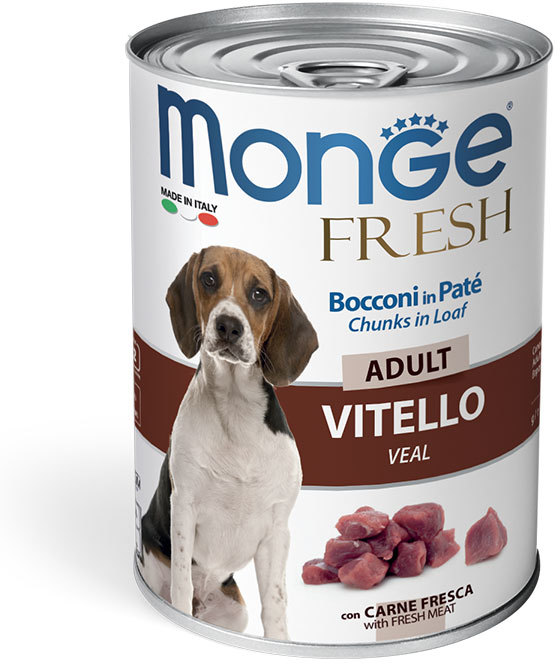 monGe®
MADE IN ITALY
FRESH
Bocconi in Paté
Chunks in Loaf
ADULT
VITELLO
VEAL
con CARNE FRESCA
with FRESH MEAT